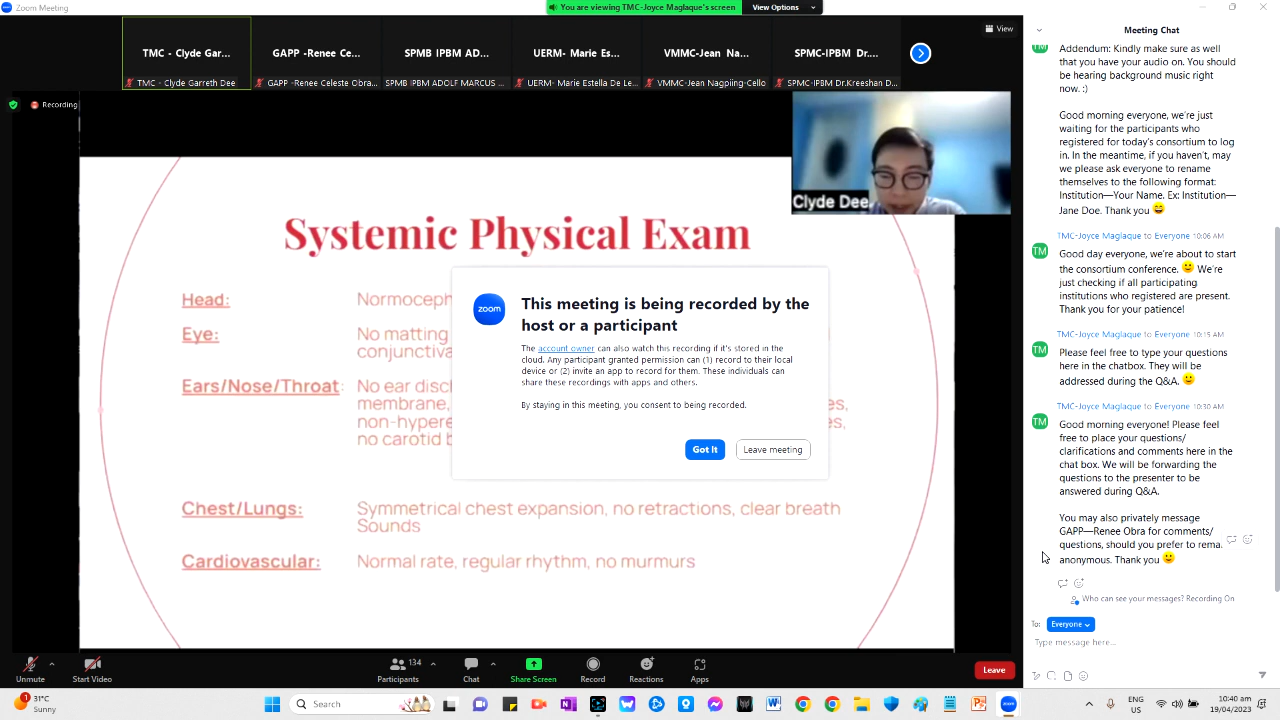 Zoom Meeting
You are viewing TMC-Joyce Maglaque's screen
View Options
View
TMC - Clyde Gar...
GAPP -Renee Ce...
SPMB IPBM AD...
UERM- Marie Es...
VMMC-Jean Na...
SPMC-IPBM Dr....
TMC - Clyde Gareth Dee
GAPP -Renee Celeste Obra...
SPMB IPBM ADOLF MARCUS ...
UERM- Marie Estella De Le...
VMMC-Jean Nagpiing-Cello
SPMC-IPBM Dr.Kreeshan D...
Recording
Clyde Dee
Systemic Physical Exam
Head:
Normoceph
Eye:
No matting
conjunctiva
Ears/Nose/Throat:
No ear disc
membrane,
es,
non-hypere
es,
no carotid b
Chest/Lungs:
Symmetrical chest expansion, no retractions, clear breath
Sounds
Cardiovascular:
Normal rate, regular rhythm, no murmurs
zoom
This meeting is being recorded by the
host or a participant
The account owner can also watch this recording if it's stored in the
cloud. Any participant granted permission can (1) record to their local
device or (2) invite an app to record for them. These individuals can
share these recordings with apps and others.
By staying in this meeting, you consent to being recorded.
Got it
Leave meeting
Meeting Chat
TM
Addendum: Kindly make sure as well
that you have your audio on. You should
be hearing background music right
now. :)
Good morning everyone, we're just
waiting for the participants who
registered for today's consortium to log
in. In the meantime, if you haven't, may
we please ask everyone to rename
themselves to the following format:
Institution—Your Name. Ex: Institution—
Jane Doe. Thank you 😄
TMC-Joyce Maglaque to Everyone 10:06 AM
TM
Good day everyone, we're about to start
the consortium conference. 🙂 We're
just checking if all participating
institutions who registered are present.
Thank you for your patience!
TMC-Joyce Maglaque to Everyone 10:15 AM
TM
Please feel free to type your questions
here in the chatbox. They will be
addressed during the Q&A. 🙂
TMC-Joyce Maglaque to Everyone 10:30 AM
TM
Good morning everyone! Please feel
free to place your questions/
clarifications and comments here in the
chat box. We will be forwarding the
questions to the presenter to be
answered during Q&A.
You may also privately message
GAPP—Renee Obra for comments/
questions, should you prefer to rema.
anonymous. Thank you 🙂
Who can see your messages? Recording On
To:
Everyone
Type message here...
Unmute
Start Video
134
Participants
Chat
Share Screen
Record
Reactions
Apps
Leave
1
31°C
Sunny
Search
ENG
US
10:40 am
19/04/2023